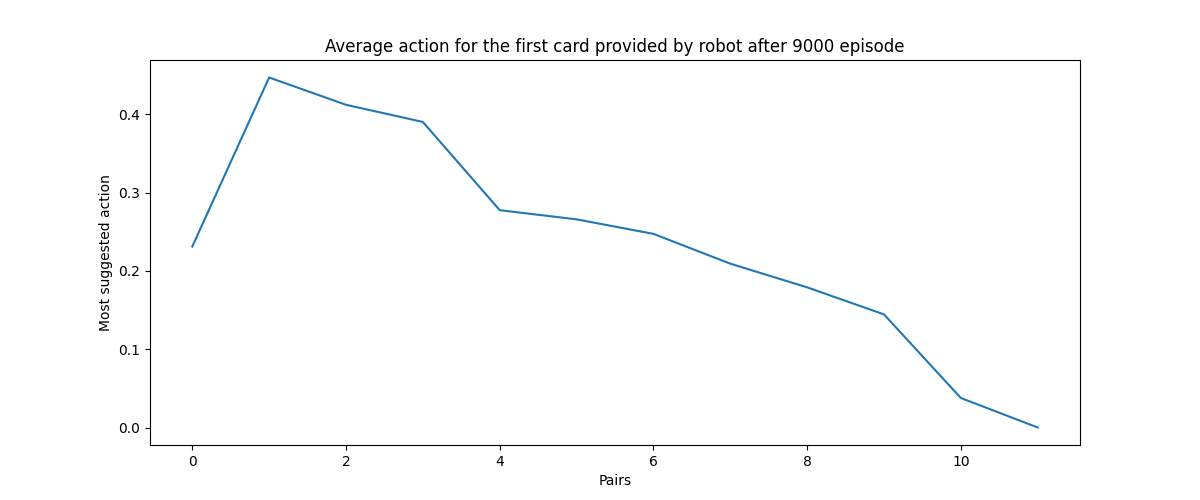 Average action for the first card provided by robot after 9000 episode
Most suggested action
0.4
0.3
0.2
0.1
0.0
0 2 4 6 8 10
Pairs